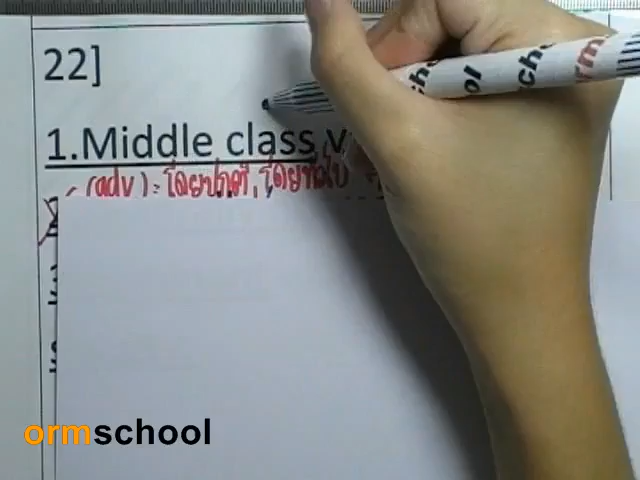 22]
1.Middle class v
(adv) : โดยปกติ, โดยทั่วไป
ormschool